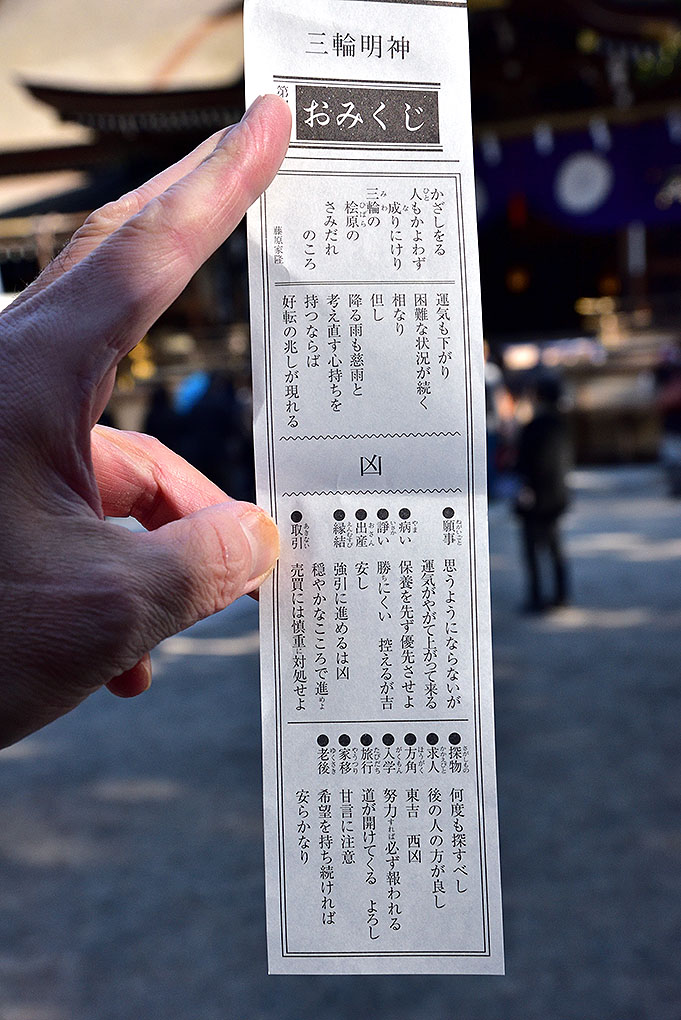 三輪明神
第
おみくじ
かざしをる
人もかよわず
成りにけり
三輪の
桧原の
さみだれ
のころ
藤原家隆
運気も下がり
困難な状況が続く
相なり
但し
降る雨も慈雨と
考え直す心持ちを
持つならば
好転の兆しが現れる
凶
●願事 思うようにならないが
運気がやがて上がって来る
●病い 保養を先ず優先させよ
●諍い 勝ちにくい 控えるが吉
●出産 安し
●縁結 強引に進めるは凶
穏やかなこころで進めよ
●取引 売買には慎重に対処せよ
●探物 何度も探すべし
●求人 後の人の方が良し
●方角 東吉 西凶
●入学 努力すれば必ず報われる
●旅行 道が開けてくる よろし
●家移 甘言に注意
●老後 希望を持ち続ければ
安らかなり